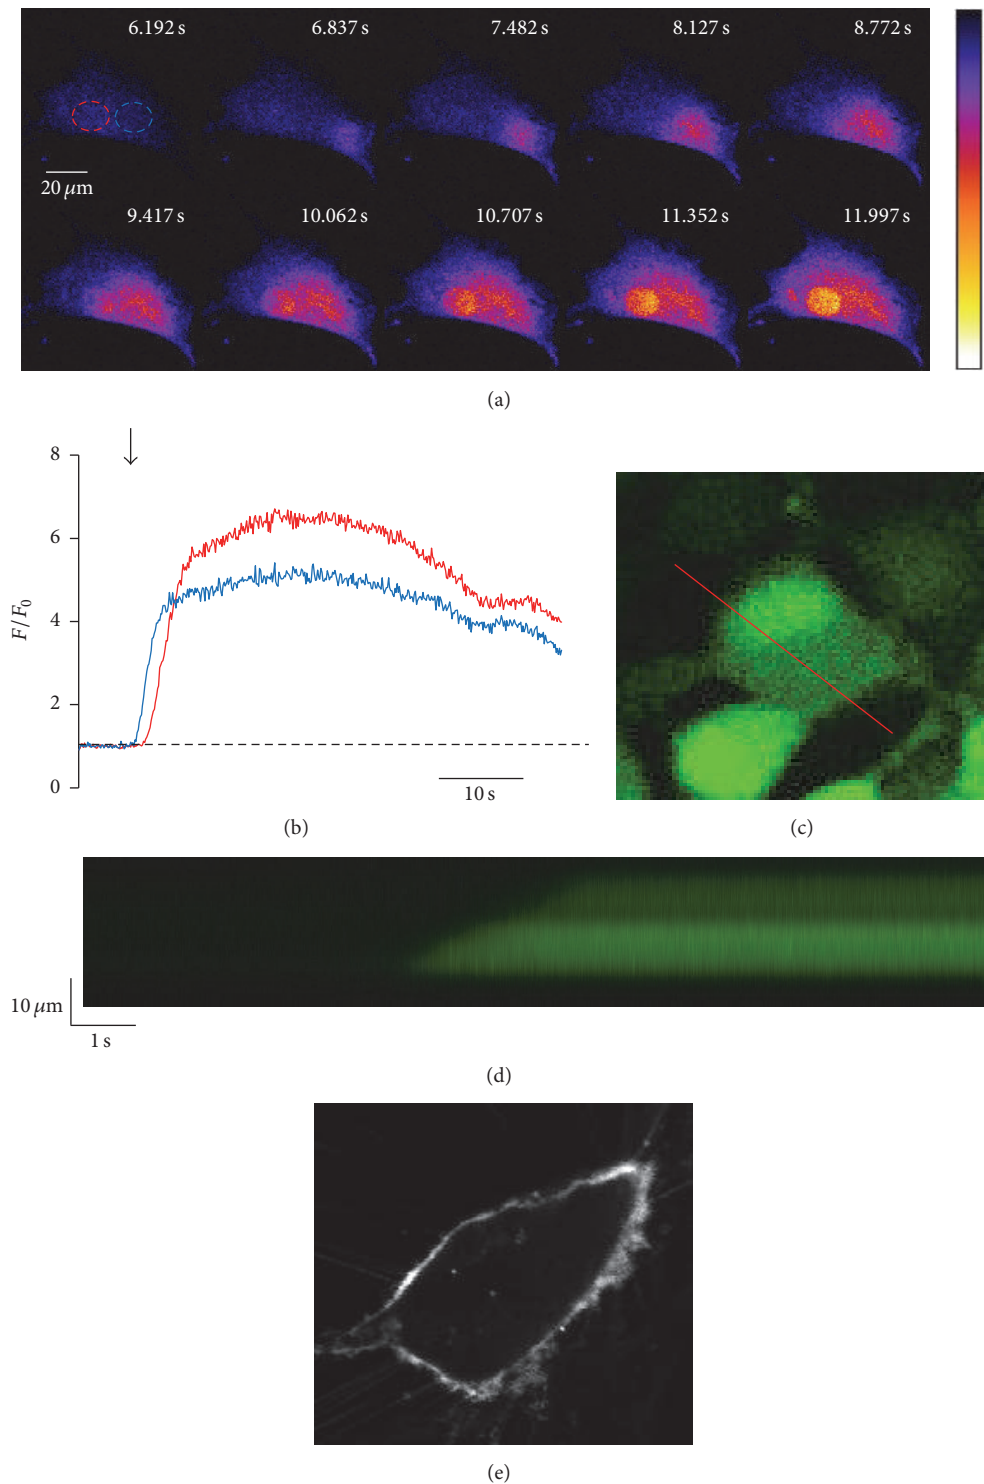 6.192 s 6.837 s 7.482 s 8.127 s 8.772 s
20 μm
9.417 s 10.062 s 10.707 s 11.352 s 11.997 s
(a)
8
6
4
2
0
F/F0
10 s
(b)
(c)
10 μm
1 s
(d)
(e)